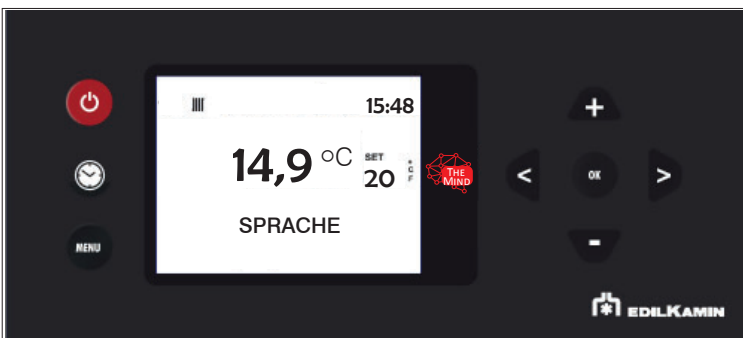 15:48
14,9 °C
SET
20
°C
F
THE
MIND
SPRACHE
MENU
+
<
OK
>
-
EDILKAMIN